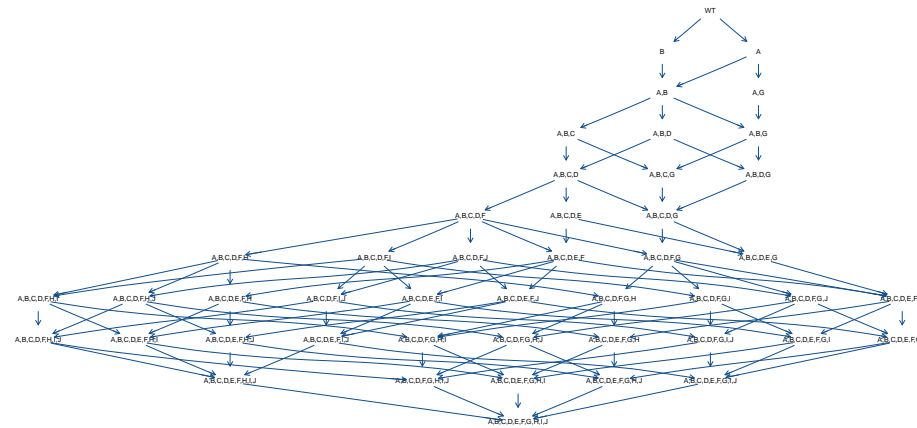 WT
B A
A,B A,G
A,B,C A,B,D A,B,G
A,B,C,D A,B,C,G A,B,D,G
A,B,C,D,F A,B,C,D,E A,B,C,D,G
A,B,C,D,F,H A,B,C,D,F,I A,B,C,D,F,J A,B,C,D,E,F A,B,C,D,F,G A,B,C,D,E,G
A,B,C,D,F,H,I A,B,C,D,F,H,J A,B,C,D,E,F,H A,B,C,D,F,I,J A,B,C,D,E,F,I A,B,C,D,E,F,J A,B,C,D,F,G,H A,B,C,D,F,G,I A,B,C,D,F,G,J A,B,C,D,E,F
A,B,C,D,F,H,I,J A,B,C,D,E,F,H,I A,B,C,D,E,F,H,J A,B,C,D,E,F,I,J A,B,C,D,F,G,H,I A,B,C,D,F,G,H,J A,B,C,D,E,F,G,H A,B,C,D,F,G,I,J A,B,C,D,E,F,G,I A,B,C,D,E,F,G
A,B,C,D,E,F,H,I,J A,B,C,D,F,G,H,I,J A,B,C,D,E,F,G,H,I A,B,C,D,E,F,G,H,J A,B,C,D,E,F,G,I,J
A,B,C,D,E,F,G,H,I,J